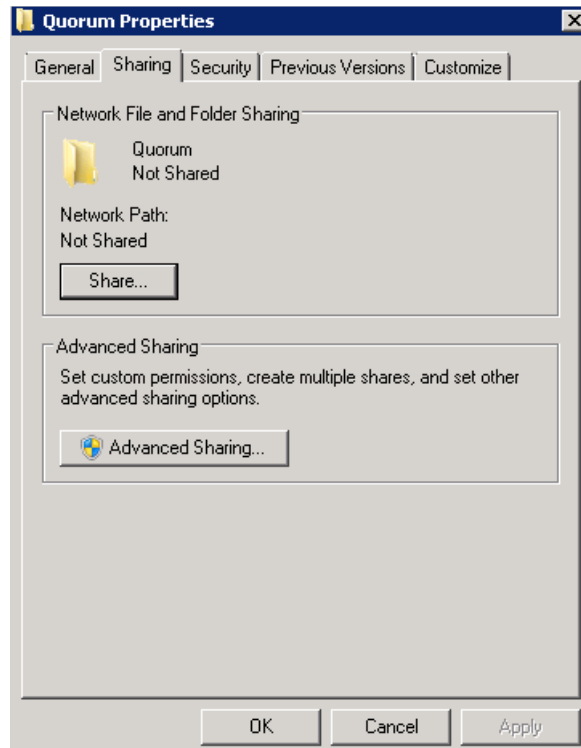 Quorum Properties
General Sharing Security Previous Versions Customize
Network File and Folder Sharing
Quorum
Not Shared
Network Path:
Not Shared
Share...
Advanced Sharing
Set custom permissions, create multiple shares, and set other
advanced sharing options.
Advanced Sharing...
OK Cancel Apply